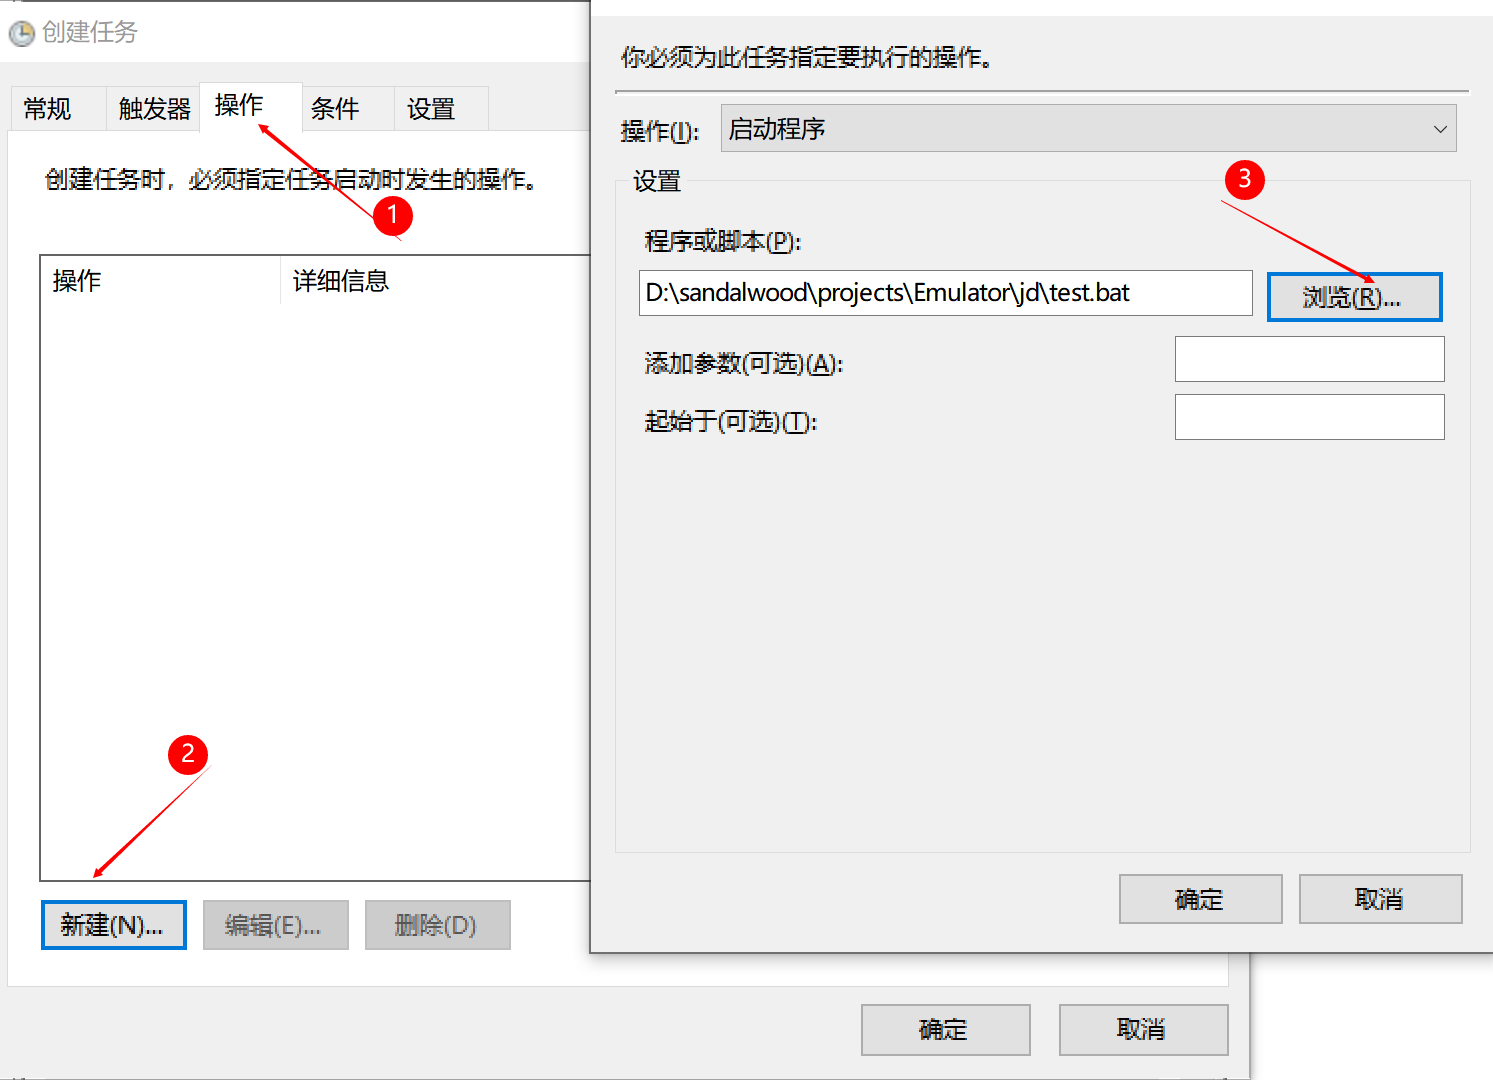 创建任务
常规 触发器 操作 条件 设置
创建任务时，必须指定任务启动时发生的操作。
1
操作 详细信息
2
新建(N)... 编辑(E)... 删除(D)
确定 取消
你必须为此任务指定要执行的操作。
操作(I): 启动程序
设置
3
程序或脚本(P):
D:\sandalwood\projects\Emulator\jd\test.bat 浏览(R)...
添加参数(可选)(A):
起始于(可选)(T):
确定 取消